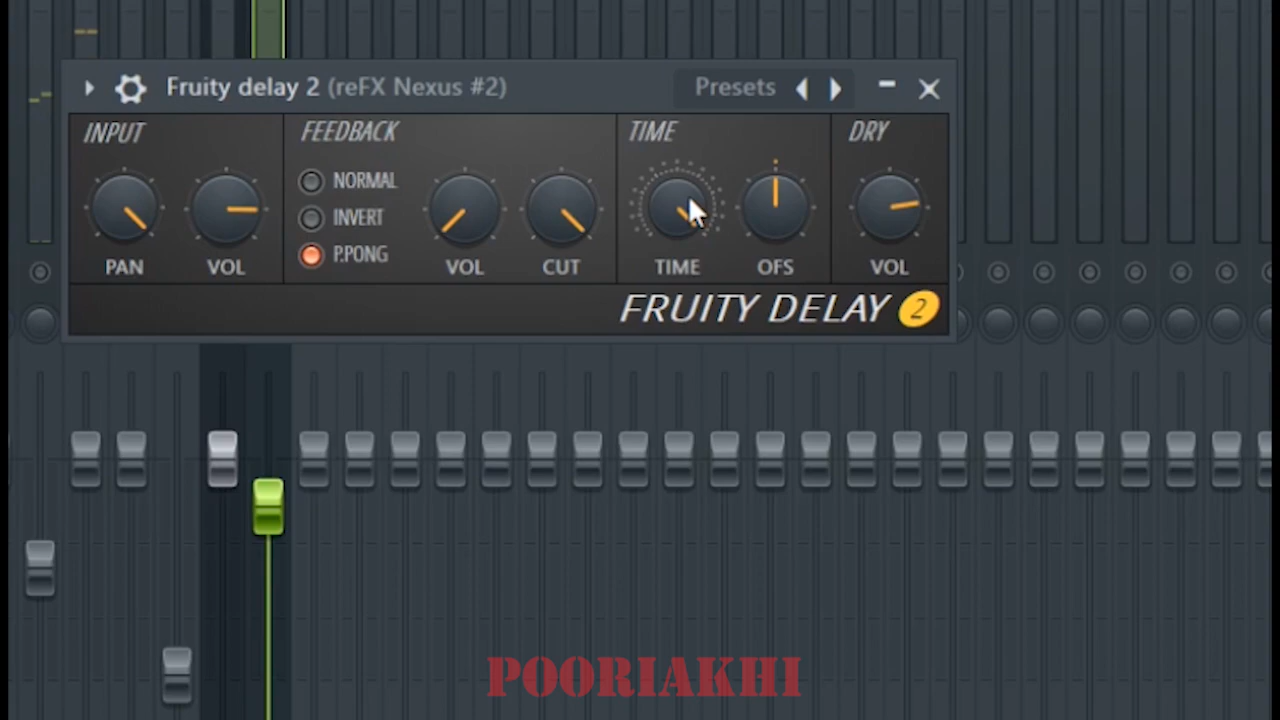 Fruity delay 2 (reFX Nexus #2)
Presets
INPUT
FEEDBACK
TIME
DRY
NORMAL
INVERT
P.PONG
PAN
VOL
VOL
CUT
TIME
OFS
VOL
FRUITY DELAY 2
POORIAKHI